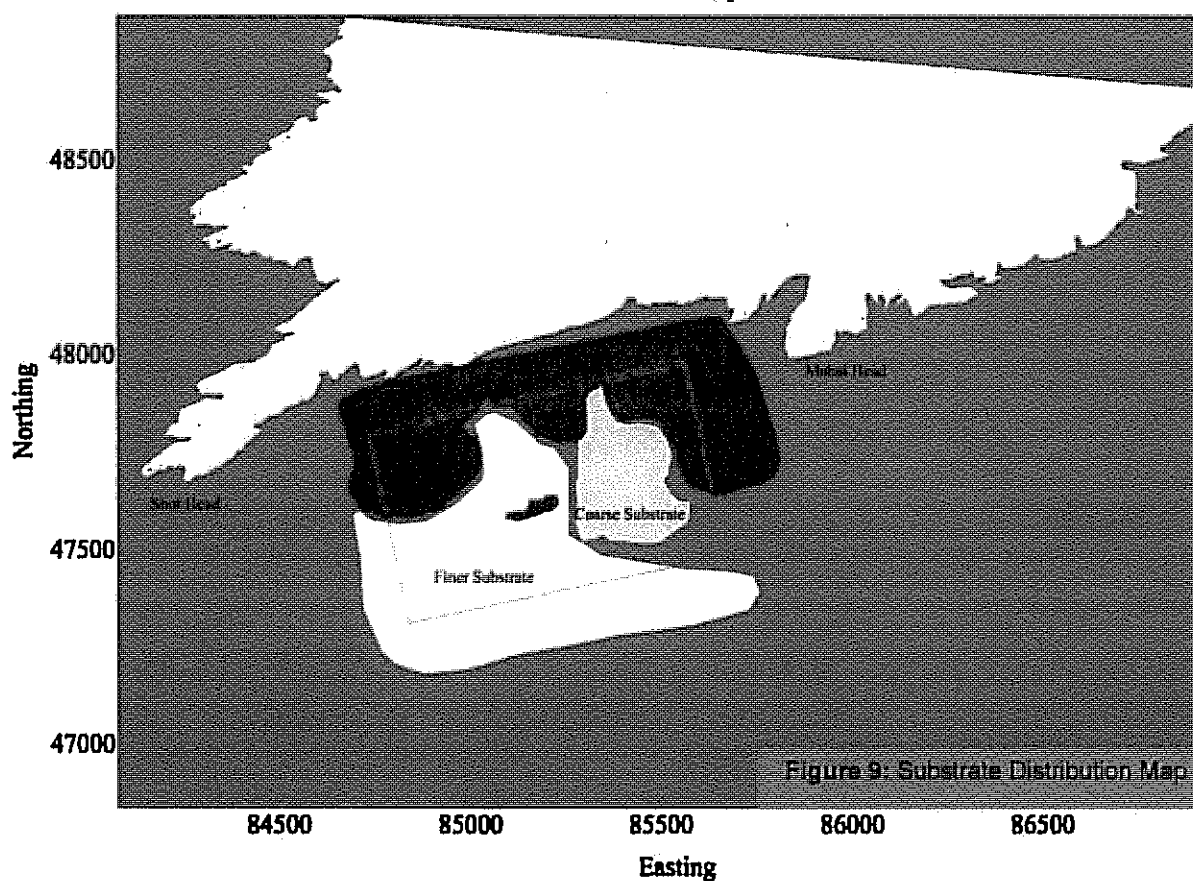 48500
48000
Northing
Head
Head
Coarse Substrate
47500
Finer Substrate
47000
Figure 9: Substrate Distribution Map
84500 85000 85500 86000 86500
Easting